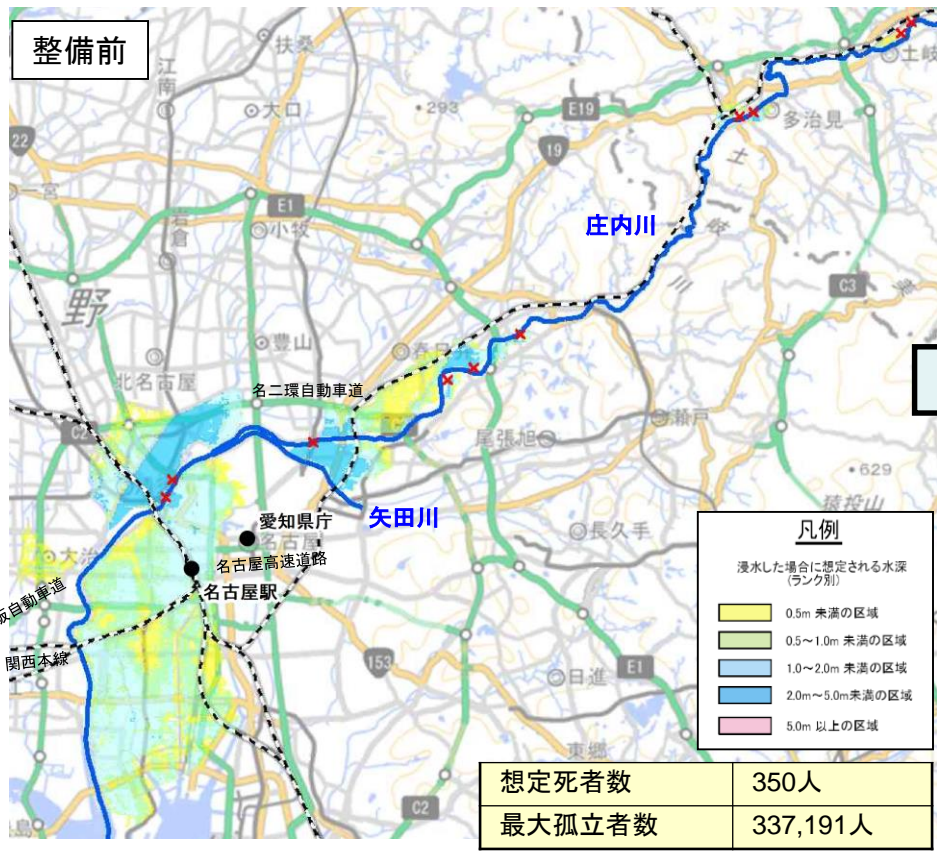 整備前
扶桑
江南
大口
293
E19
土岐
多治見
22
19
一宮
E1
岩倉
小牧
土
庄内川
川
C3
野
豊山
春日
北名古屋
名二環自動車道
C2
尾張旭
瀬戸
629
猿投山
矢田川
愛知県庁
名古屋
長久手
大治
名古屋高速道路
名古屋駅
阪自動車道
関西本線
153
E1
日進
東郷
C2
島
凡例
浸水した場合に想定される水深
(ランク別)
0.5m 未満の区域
0.5～1.0m 未満の区域
1.0～2.0m 未満の区域
2.0m～5.0m未満の区域
5.0m 以上の区域
想定死者数 350人
最大孤立者数 337,191人